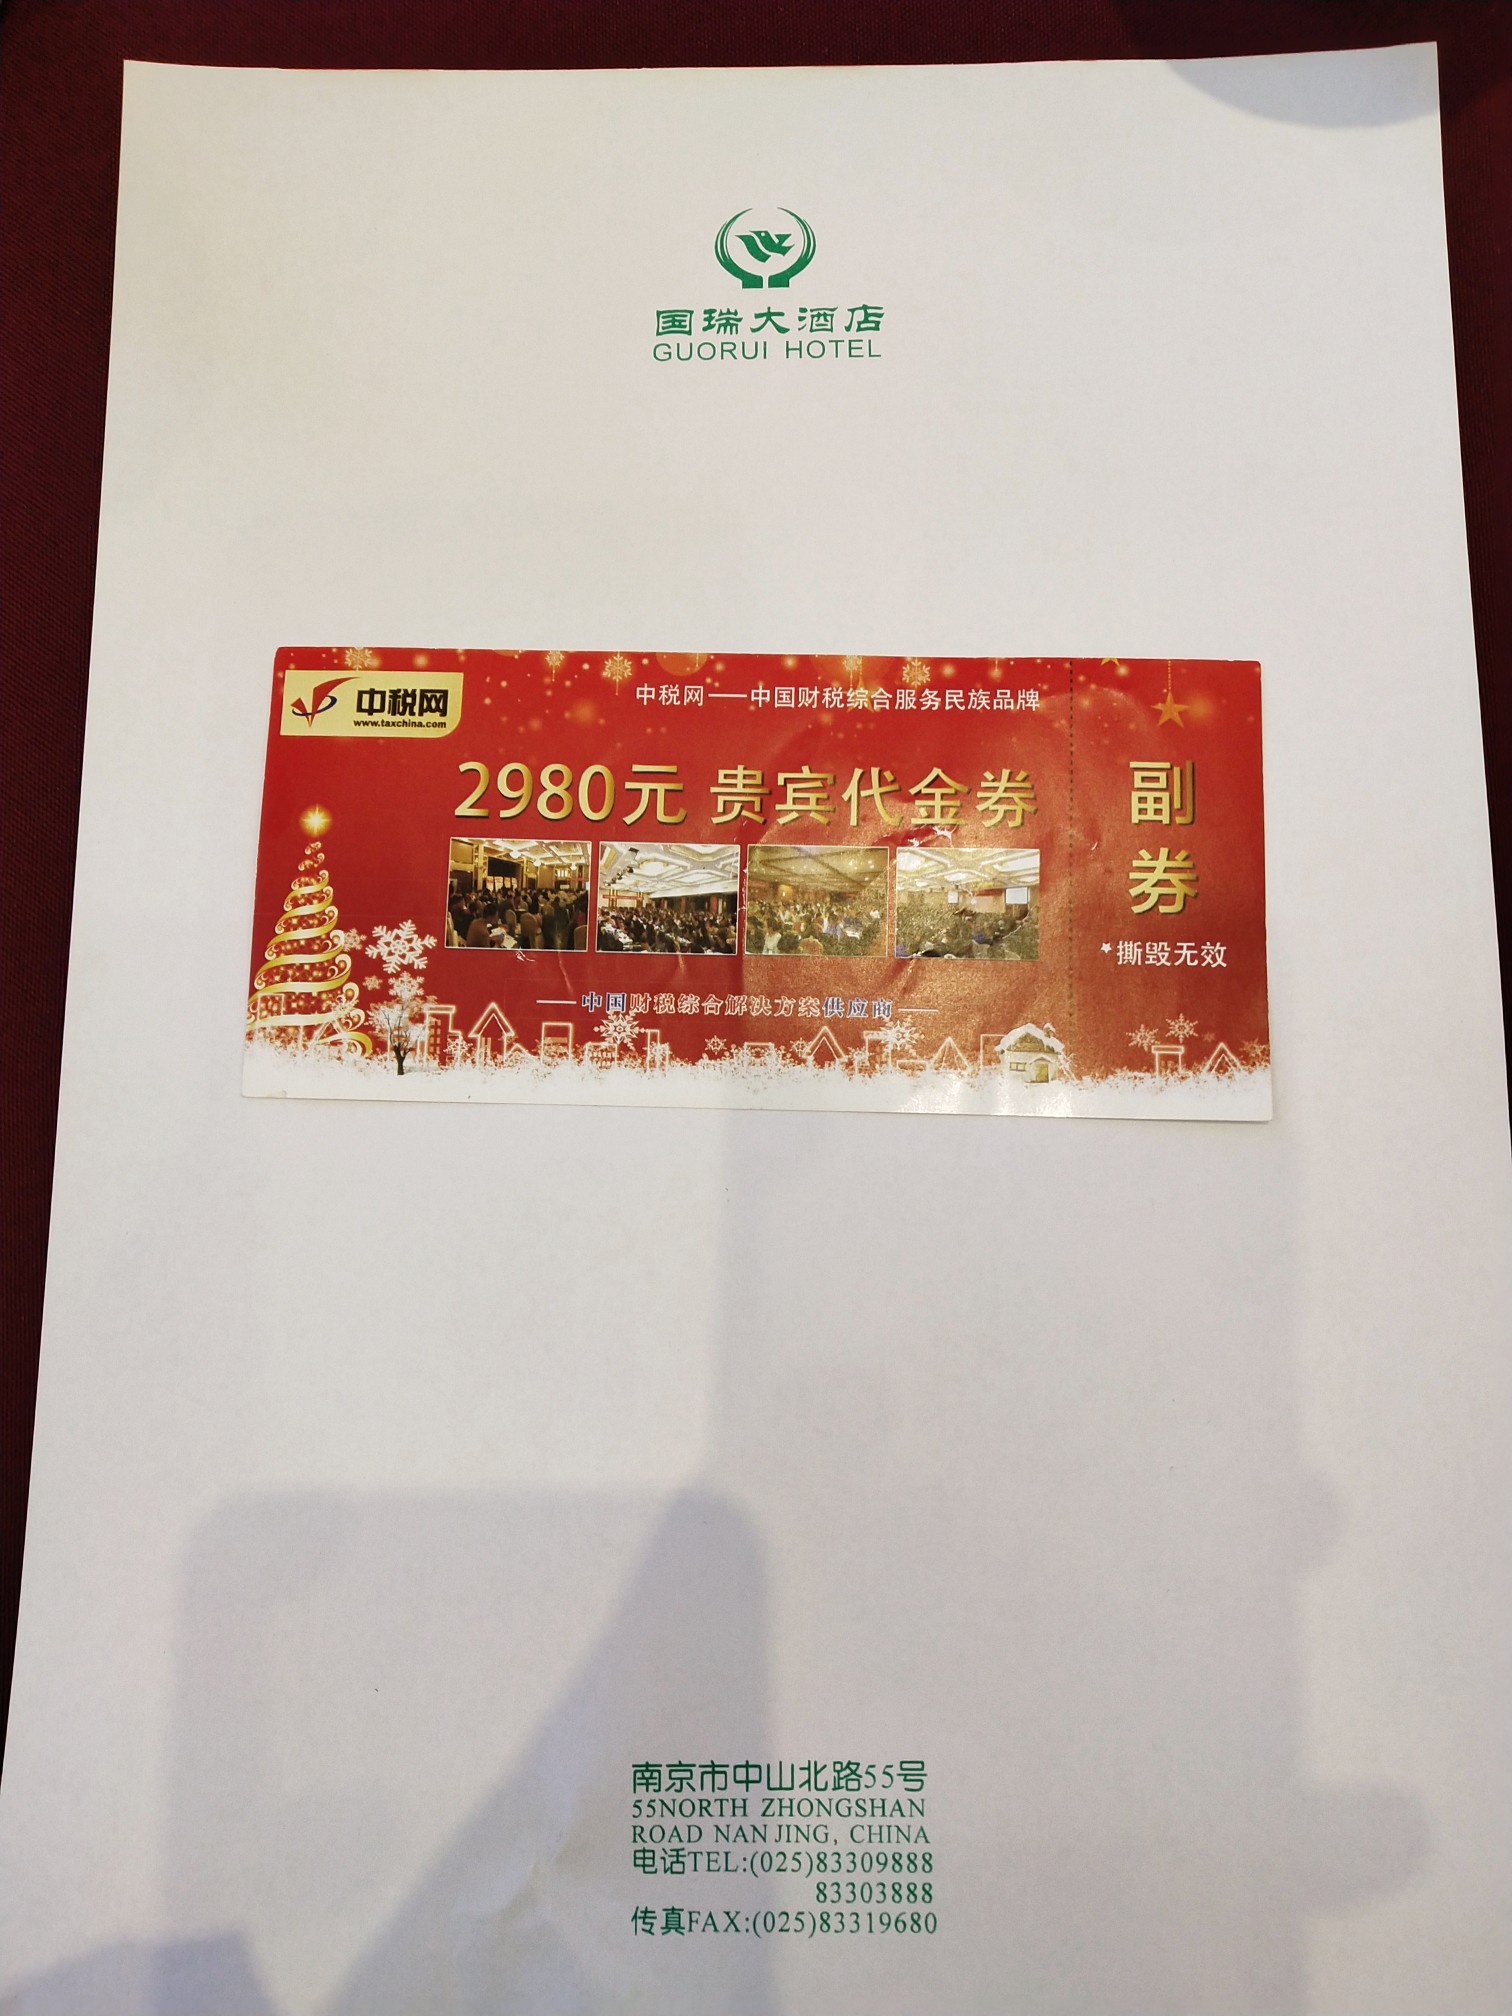 国瑞大酒店
GUORUI HOTEL
中税网
www.taxchina.com
中税网——中国财税综合服务民族品牌
2980元 贵宾代金券
副
券
*撕毁无效
——中国财税综合解决方案供应商——
南京市中山北路55号
55NORTH ZHONGSHAN
ROAD NANJING, CHINA
电话TEL:(025)83309888
83303888
传真FAX:(025)83319680